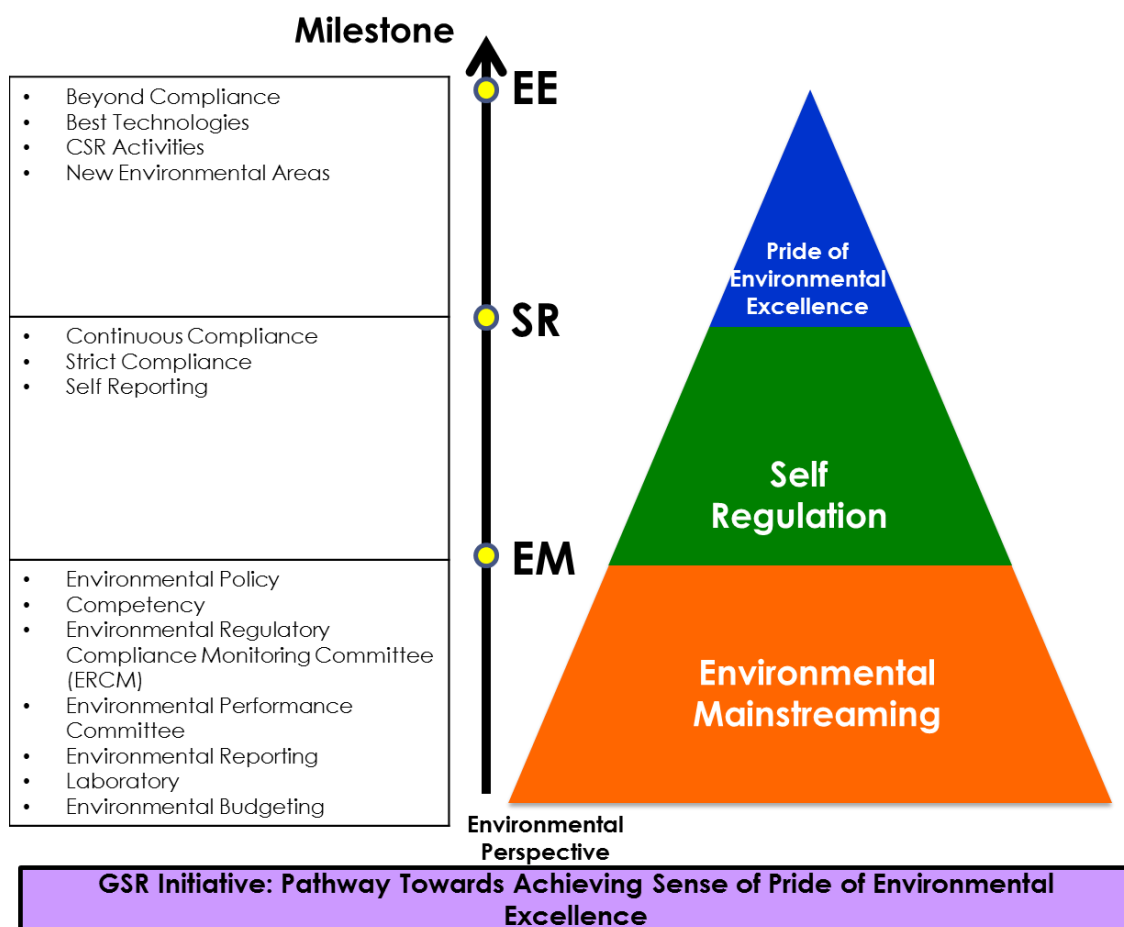 Milestone
• Beyond Compliance
• Best Technologies
• CSR Activities
• New Environmental Areas
EE
• Continuous Compliance
• Strict Compliance
• Self Reporting
SR
• Environmental Policy
• Competency
• Environmental Regulatory
Compliance Monitoring Committee
(ERCM)
• Environmental Performance
Committee
• Environmental Reporting
• Laboratory
• Environmental Budgeting
EM
Environmental
Perspective
Pride of
Environmental
Excellence
Self
Regulation
Environmental
Mainstreaming
GSR Initiative: Pathway Towards Achieving Sense of Pride of Environmental
Excellence